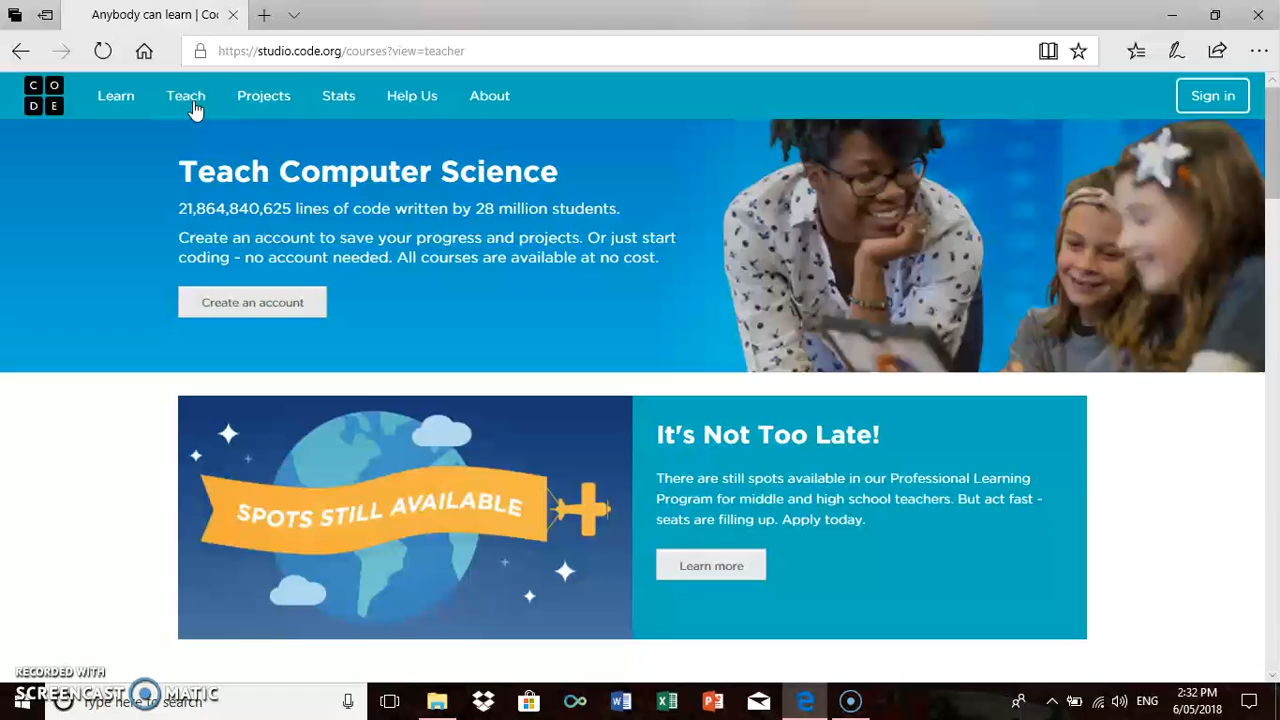 Anybody can learn | Co
https://studio.code.org/courses?view=teacher
C O
D E
Learn Teach Projects Stats Help Us About Sign in
Teach Computer Science
21,864,840,625 lines of code written by 28 million students.
Create an account to save your progress and projects. Or just start
coding - no account needed. All courses are available at no cost.
Create an account
SPOTS STILL AVAILABLE
It's Not Too Late!
There are still spots available in our Professional Learning
Program for middle and high school teachers. But act fast -
seats are filling up. Apply today.
Learn more
RECORDED WITH
SCREENCAST MATIC
Type here to search
ENG
2:32 PM
6/05/2018